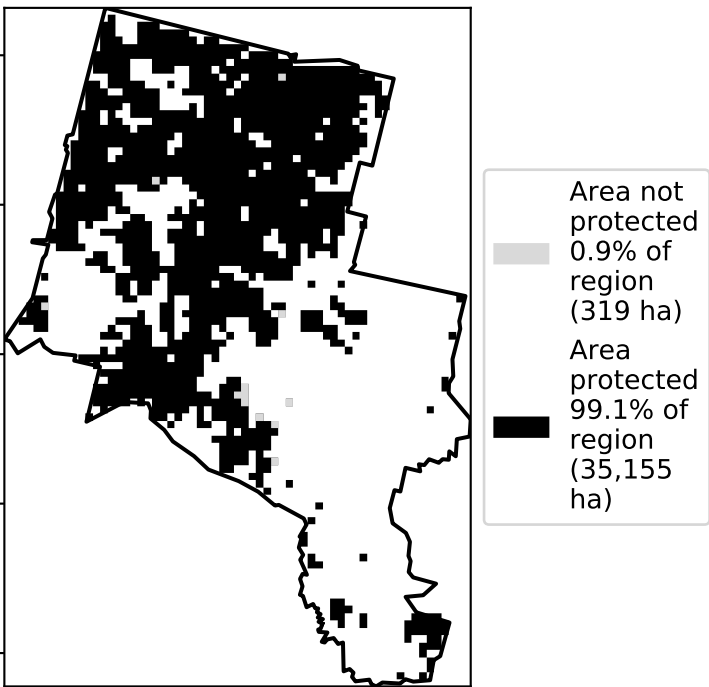 Area not
protected
0.9% of
region
(319 ha)
Area
protected
99.1% of
region
(35,155
ha)